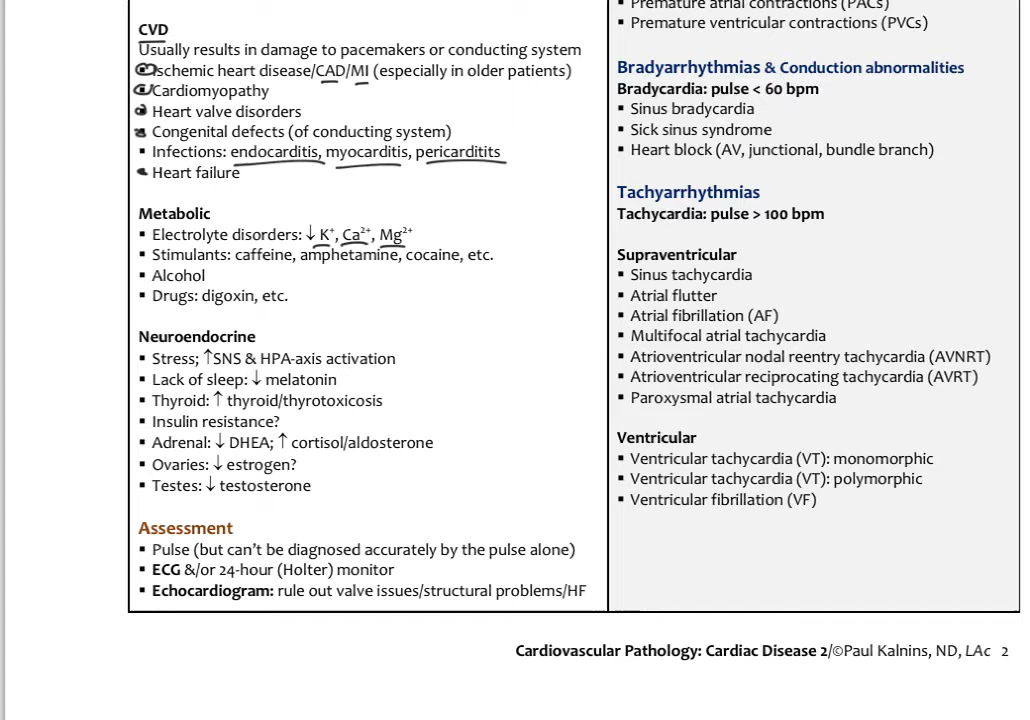 CVD
Usually results in damage to pacemakers or conducting system
Ischemic heart disease/CAD/MI (especially in older patients)
Cardiomyopathy
Heart valve disorders
Congenital defects (of conducting system)
▪ Infections: endocarditis, myocarditis, pericarditits
Heart failure
Metabolic
▪ Electrolyte disorders: ↓ K⁺, Ca²⁺, Mg²⁺
▪ Stimulants: caffeine, amphetamine, cocaine, etc.
▪ Alcohol
▪ Drugs: digoxin, etc.
Neuroendocrine
▪ Stress; ↑SNS & HPA-axis activation
▪ Lack of sleep: ↓ melatonin
▪ Thyroid: ↑ thyroid/thyrotoxicosis
▪ Insulin resistance?
▪ Adrenal: ↓ DHEA; ↑ cortisol/aldosterone
▪ Ovaries: ↓ estrogen?
▪ Testes: ↓ testosterone
Assessment
▪ Pulse (but can't be diagnosed accurately by the pulse alone)
▪ ECG &/or 24-hour (Holter) monitor
▪ Echocardiogram: rule out valve issues/structural problems/HF
▪ Premature atrial contractions (PACs)
▪ Premature ventricular contractions (PVCs)
Bradyarrhythmias & Conduction abnormalities
Bradycardia: pulse < 60 bpm
▪ Sinus bradycardia
▪ Sick sinus syndrome
▪ Heart block (AV, junctional, bundle branch)
Tachyarrhythmias
Tachycardia: pulse > 100 bpm
Supraventricular
▪ Sinus tachycardia
▪ Atrial flutter
▪ Atrial fibrillation (AF)
▪ Multifocal atrial tachycardia
▪ Atrioventricular nodal reentry tachycardia (AVNRT)
▪ Atrioventricular reciprocating tachycardia (AVRT)
▪ Paroxysmal atrial tachycardia
Ventricular
▪ Ventricular tachycardia (VT): monomorphic
▪ Ventricular tachycardia (VT): polymorphic
▪ Ventricular fibrillation (VF)
Cardiovascular Pathology: Cardiac Disease 2/©Paul Kalnins, ND, LAc 2